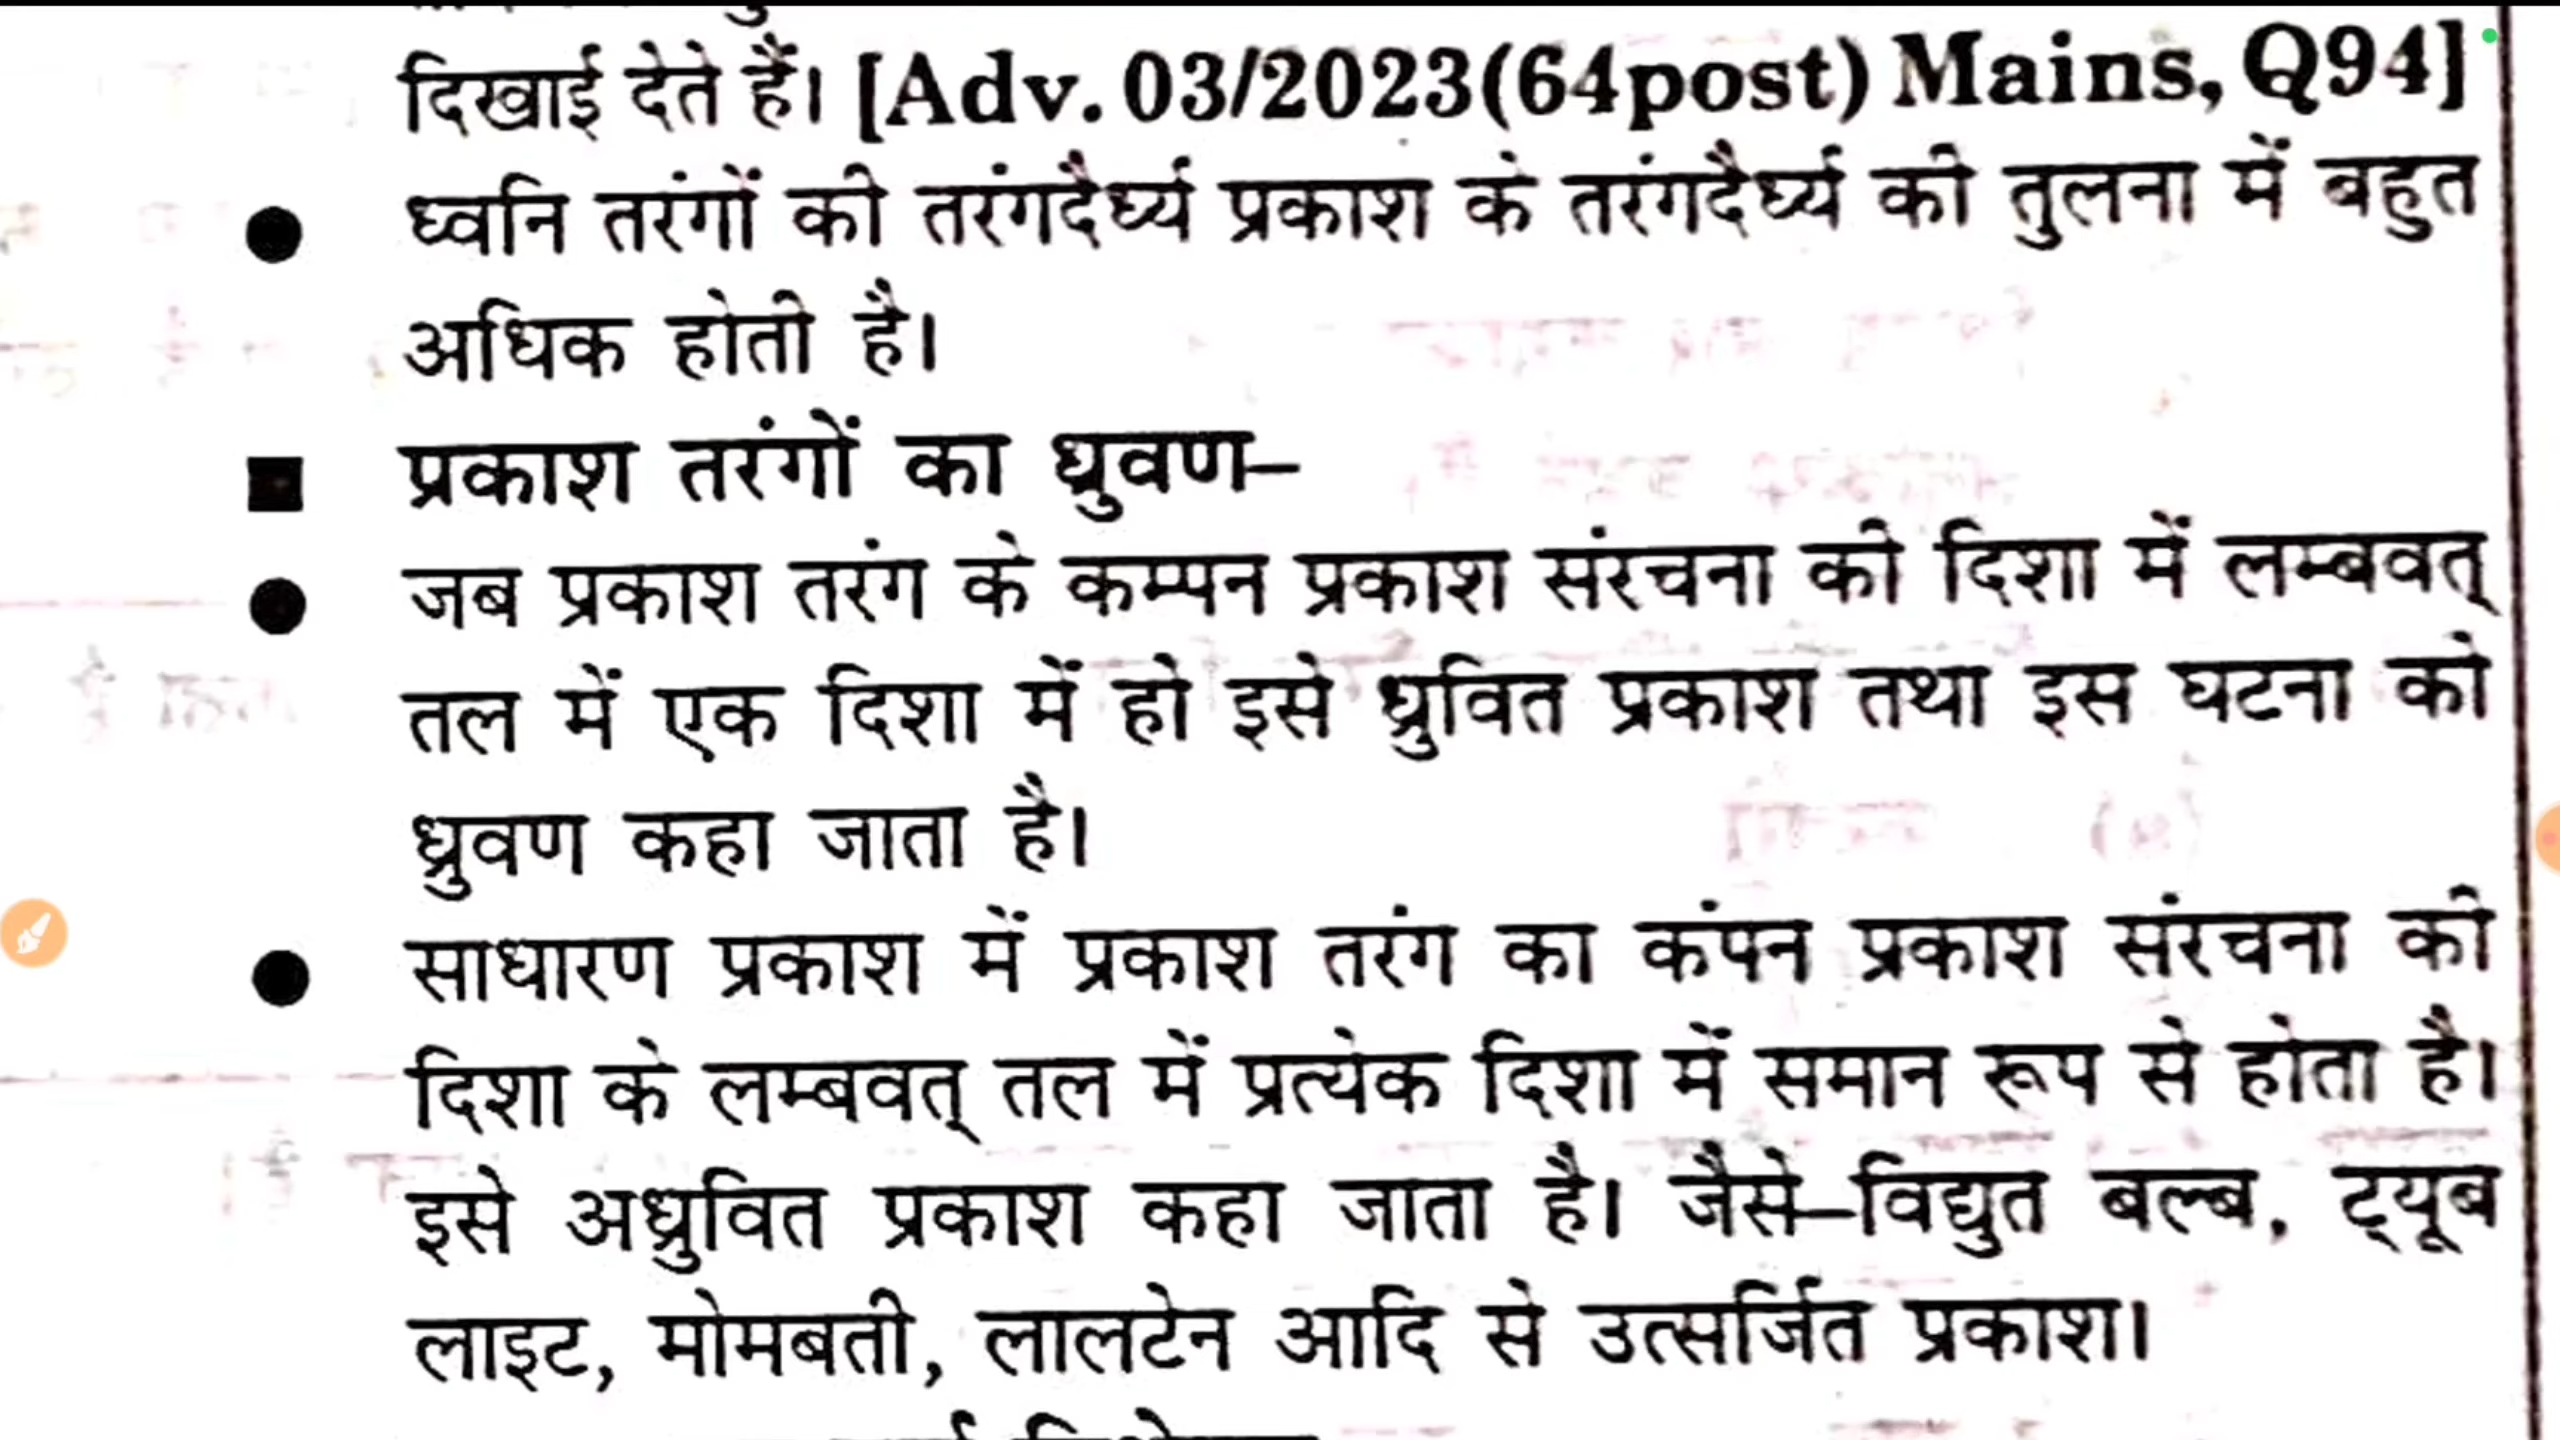 दिखाई देते हैं। [Adv. 03/2023(64post) Mains, Q94]
● ध्वनि तरंगों की तरंगदैर्ध्य प्रकाश के तरंगदैर्घ्य की तुलना में बहुत
अधिक होती है।
■ प्रकाश तरंगों का ध्रुवण–
● जब प्रकाश तरंग के कम्पन प्रकाश संरचना की दिशा में लम्बवत्
तल में एक दिशा में हो इसे ध्रुवित प्रकाश तथा इस घटना को
ध्रुवण कहा जाता है।
● साधारण प्रकाश में प्रकाश तरंग का कंपन प्रकाश संरचना की
दिशा के लम्बवत् तल में प्रत्येक दिशा में समान रूप से होता है।
इसे अध्रुवित प्रकाश कहा जाता है। जैसे–विद्युत बल्ब, ट्यूब
लाइट, मोमबती, लालटेन आदि से उत्सर्जित प्रकाश।